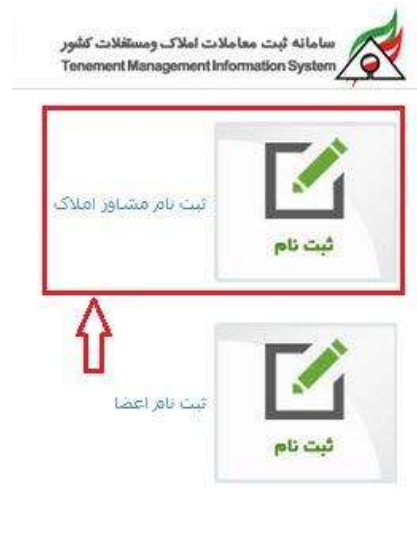 سامانه ثبت معاملات املاک ومستغلات کشور
Tenement Management Information System
ثبت نام مشاور املاک
ثبت نام
ثبت نام اعضا
ثبت نام